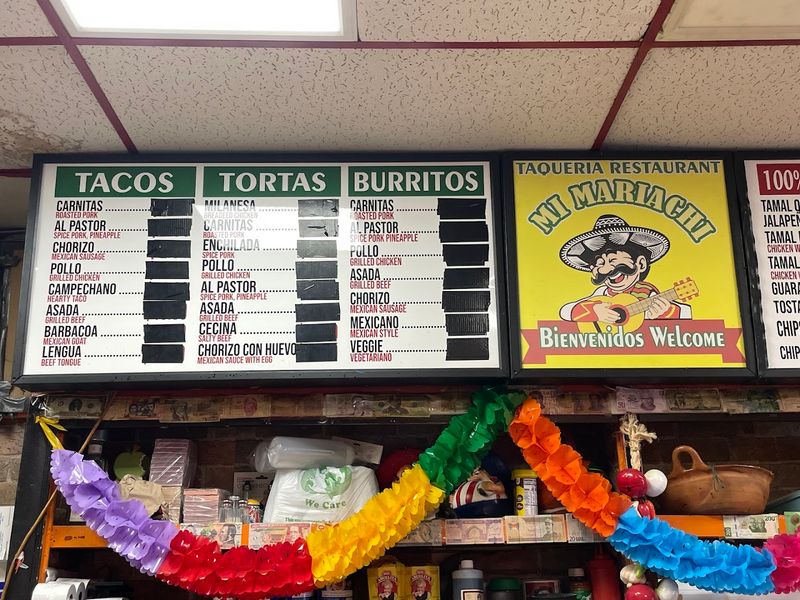 TACOS
CARNITAS
ROASTED PORK
AL PASTOR
SPICE PORK, PINEAPPLE
CHORIZO
MEXICAN SAUSAGE
POLLO
GRILLED CHICKEN
CAMPECHANO
HEARTY TACO
ASADA
GRILLED BEEF
BARBACOA
MEXICAN GOAT
LENGUA
BEEF TONGUE
TORTAS
MILANESA
BREADED CHICKEN
CARNITAS
ROASTED PORK
ENCHILADA
SPICE PORK
POLLO
GRILLED CHICKEN
AL PASTOR
SPICE PORK, PINEAPPLE
ASADA
GRILLED BEEF
CECINA
SALTY BEEF
CHORIZO CON HUEVO
MEXICAN SAUCE WITH EGG
BURRITOS
CARNITAS
ROASTED PORK
AL PASTOR
SPICE PORK, PINEAPPLE
POLLO
GRILLED CHICKEN
ASADA
GRILLED BEEF
CHORIZO
MEXICAN SAUSAGE
MEXICANO
MEXICAN STYLE
VEGGIE
VEGETARIANO
TAQUERIA RESTAURANT
MI MARIACHI
Bienvenidos Welcome
100%
TAMAL
JALAPEÑ
TAMAL
CHICKEN
TAMAL
CHICKEN
GUARA
TOSTA
CHIP
CHIP
We Care